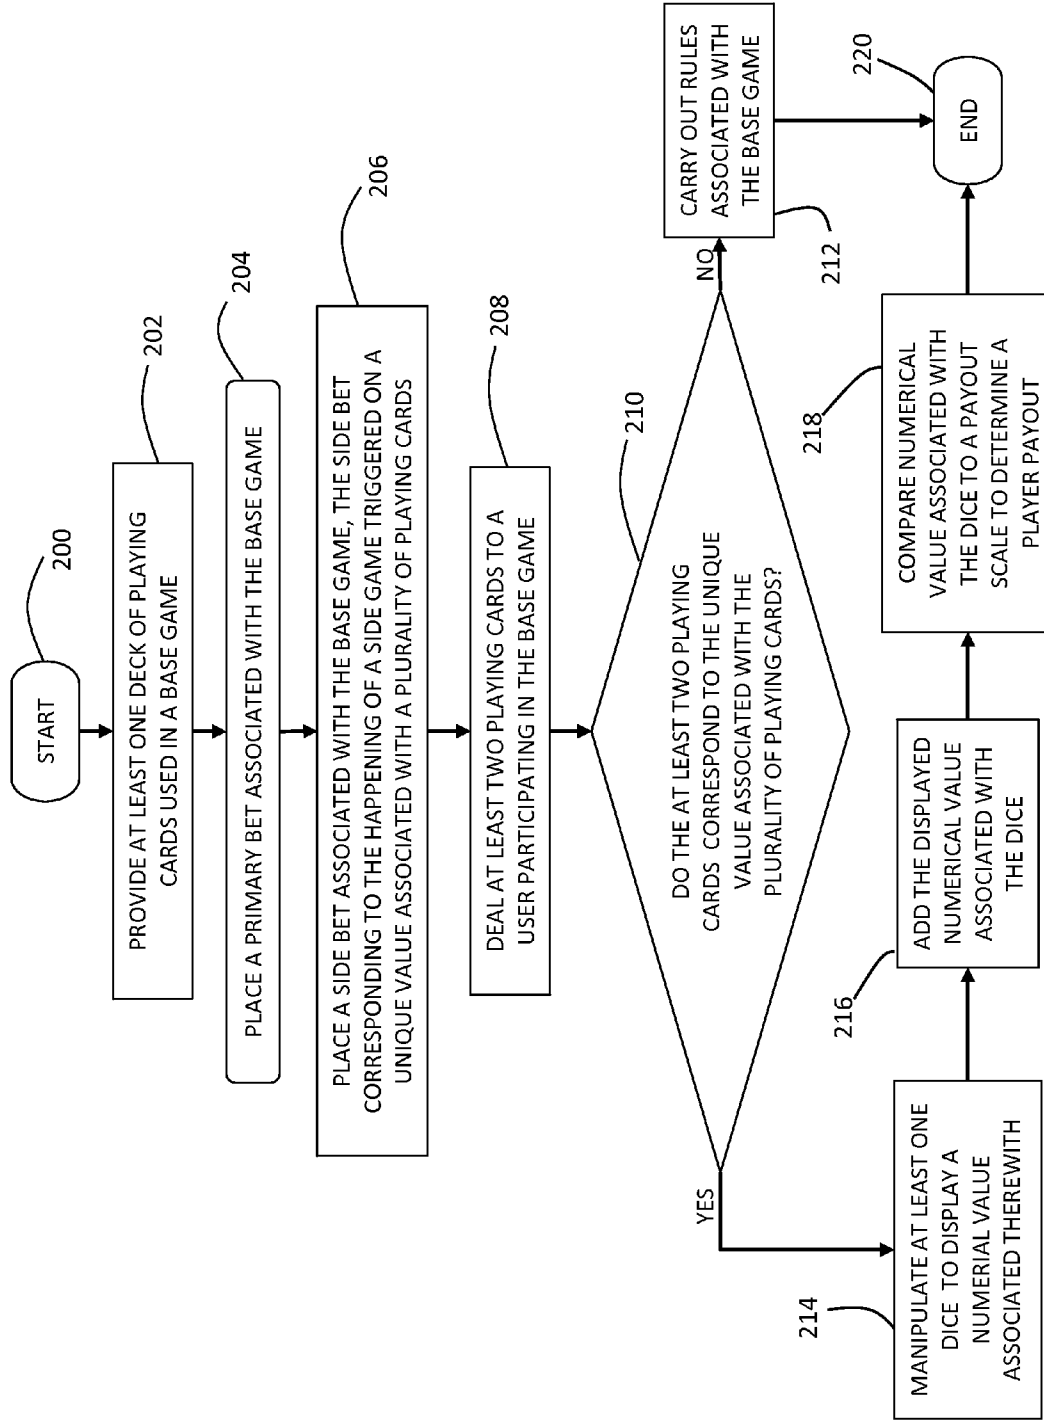 START
200
PROVIDE AT LEAST ONE DECK OF PLAYING
CARDS USED IN A BASE GAME
202
PLACE A PRIMARY BET ASSOCIATED WITH THE BASE GAME
204
PLACE A SIDE BET ASSOCIATED WITH THE BASE GAME, THE SIDE BET
CORRESPONDING TO THE HAPPENING OF A SIDE GAME TRIGGERED ON A
UNIQUE VALUE ASSOCIATED WITH A PLURALITY OF PLAYING CARDS
206
DEAL AT LEAST TWO PLAYING CARDS TO A
USER PARTICIPATING IN THE BASE GAME
208
DO THE AT LEAST TWO PLAYING
CARDS CORRESPOND TO THE UNIQUE
VALUE ASSOCIATED WITH THE
PLURALITY OF PLAYING CARDS?
210
YES
NO
CARRY OUT RULES
ASSOCIATED WITH
THE BASE GAME
212
214
MANIPULATE AT LEAST ONE
DICE TO DISPLAY A
NUMERIAL VALUE
ASSOCIATED THEREWITH
216
ADD THE DISPLAYED
NUMERICAL VALUE
ASSOCIATED WITH
THE DICE
218
COMPARE NUMERICAL
VALUE ASSOCIATED WITH
THE DICE TO A PAYOUT
SCALE TO DETERMINE A
PLAYER PAYOUT
220
END